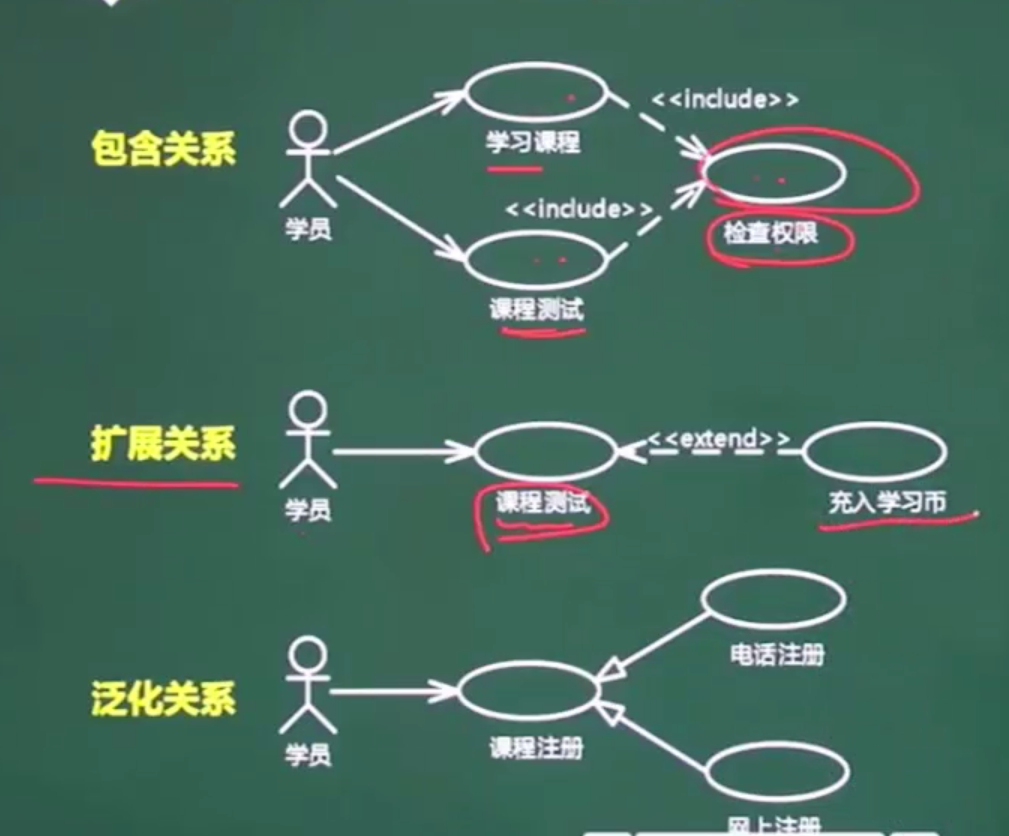 <<include>>
包含关系
学习课程
<<include>>
学员
检查权限
课程测试
扩展关系
<<extend>>
学员
课程测试
充入学习币
电话注册
泛化关系
学员
课程注册
网上注册